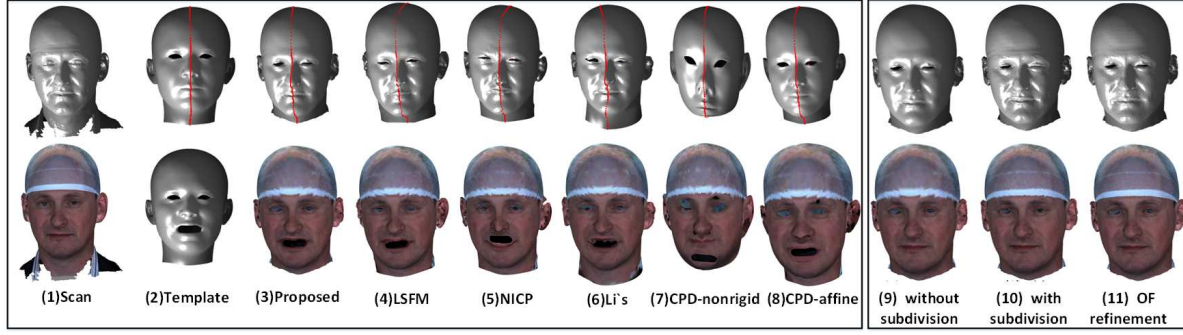 (1)Scan
(2)Template
(3)Proposed
(4)LSFM
(5)NICP
(6)Li`s
(7)CPD-nonrigid
(8)CPD-affine
(9) without
subdivision
(10) with
subdivision
(11) OF
refinement